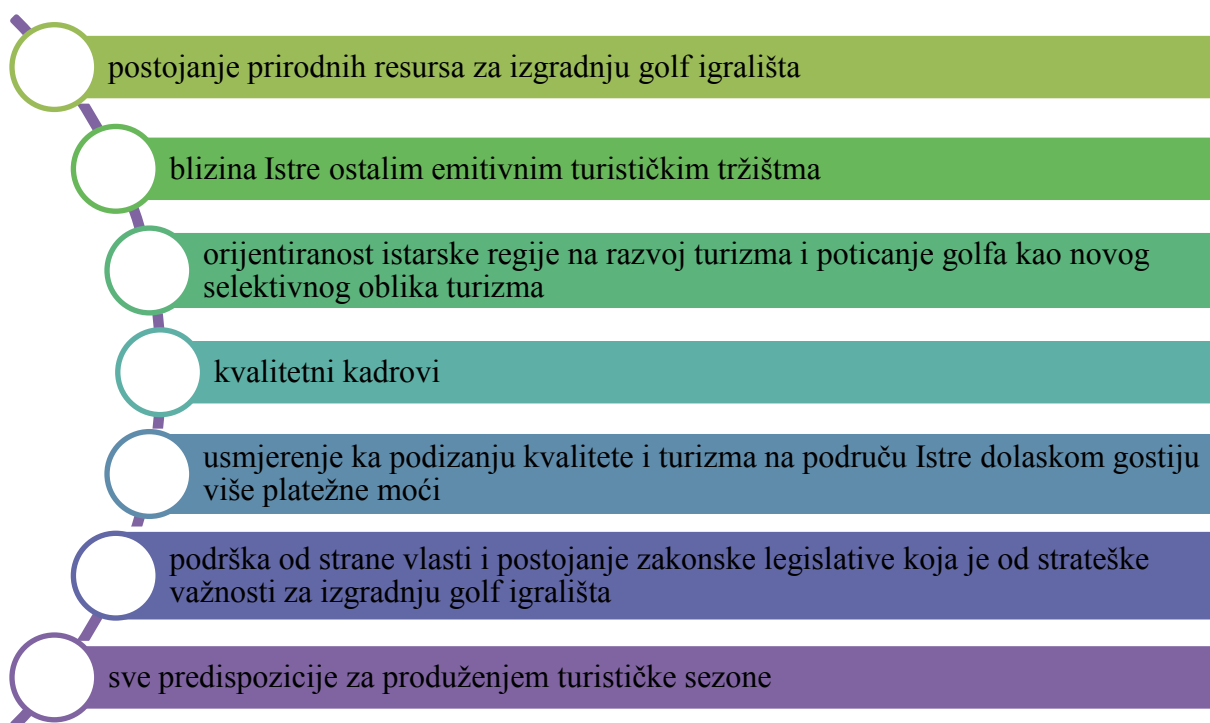 postojanje prirodnih resursa za izgradnju golf igrališta
blizina Istre ostalim emitivnim turističkim tržištma
orijentiranost istarske regije na razvoj turizma i poticanje golfa kao novog
selektivnog oblika turizma
kvalitetni kadrovi
usmjerenje ka podizanju kvalitete i turizma na područu Istre dolaskom gostiju
više platežne moći
podrška od strane vlasti i postojanje zakonske legislative koja je od strateške
važnosti za izgradnju golf igrališta
sve predispozicije za produženjem turističke sezone